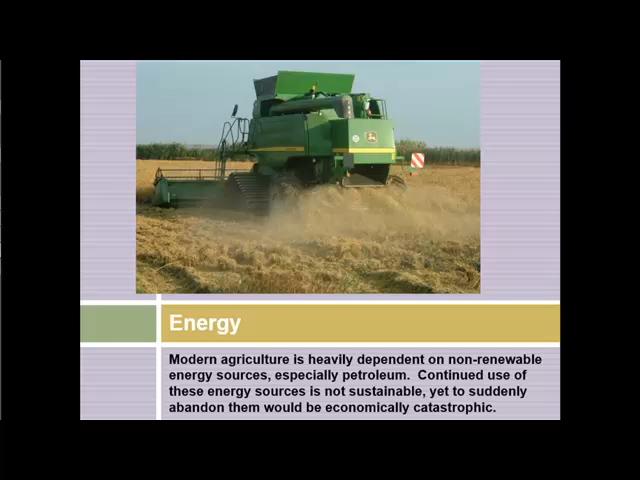 Energy
Modern agriculture is heavily dependent on non-renewable
energy sources, especially petroleum.  Continued use of
these energy sources is not sustainable, yet to suddenly
abandon them would be economically catastrophic.